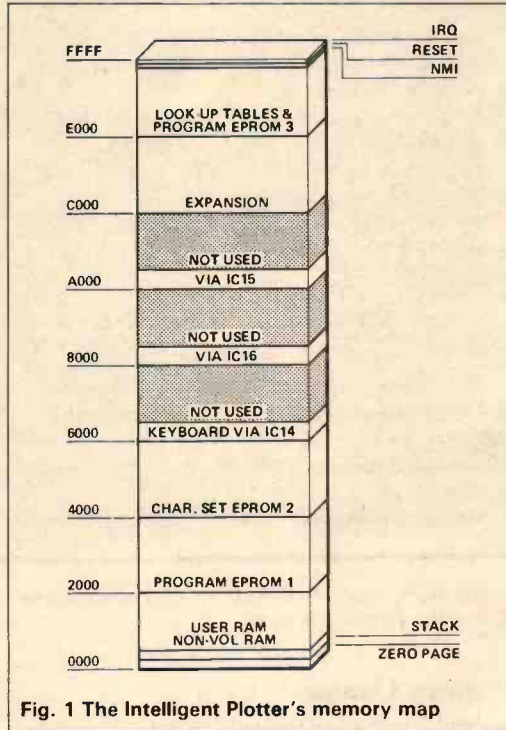 IRQ
FFFF
RESET
NMI
LOOK-UP TABLES &
PROGRAM EPROM 3
E000
EXPANSION
C000
NOT USED
VIA IC15
A000
NOT USED
VIA IC16
8000
NOT USED
KEYBOARD VIA IC14
6000
CHAR. SET EPROM 2
4000
PROGRAM EPROM 1
2000
USER RAM
NON-VOL RAM
STACK
ZERO PAGE
0000
Fig. 1 The Intelligent Plotter's memory map